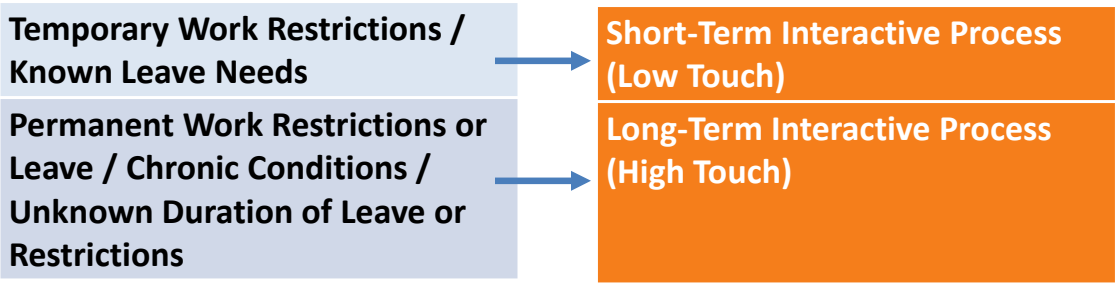 Temporary Work Restrictions /
Known Leave Needs
Short-Term Interactive Process
(Low Touch)
Permanent Work Restrictions or
Leave / Chronic Conditions /
Unknown Duration of Leave or
Restrictions
Long-Term Interactive Process
(High Touch)